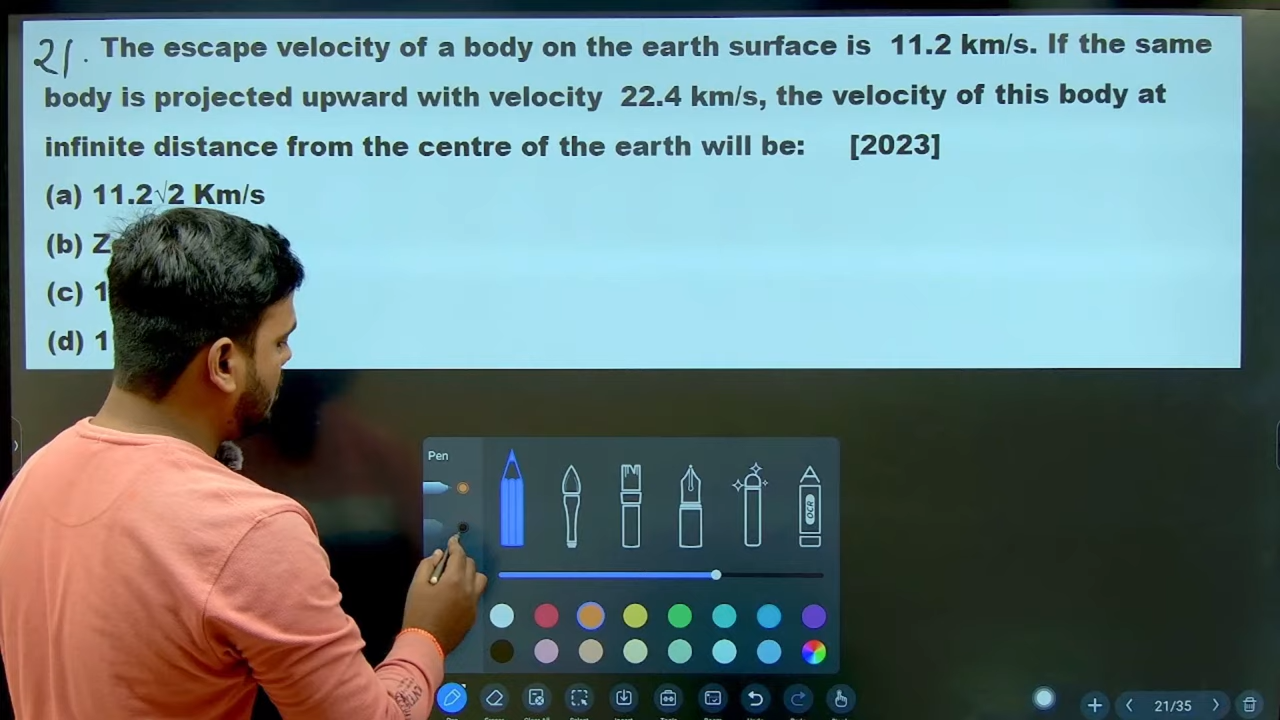 21. The escape velocity of a body on the earth surface is 11.2 km/s. If the same
body is projected upward with velocity 22.4 km/s, the velocity of this body at
infinite distance from the centre of the earth will be: [2023]
(a) 11.2√2 Km/s
(b)
(c)
(d)
Pen
OCR
21/35